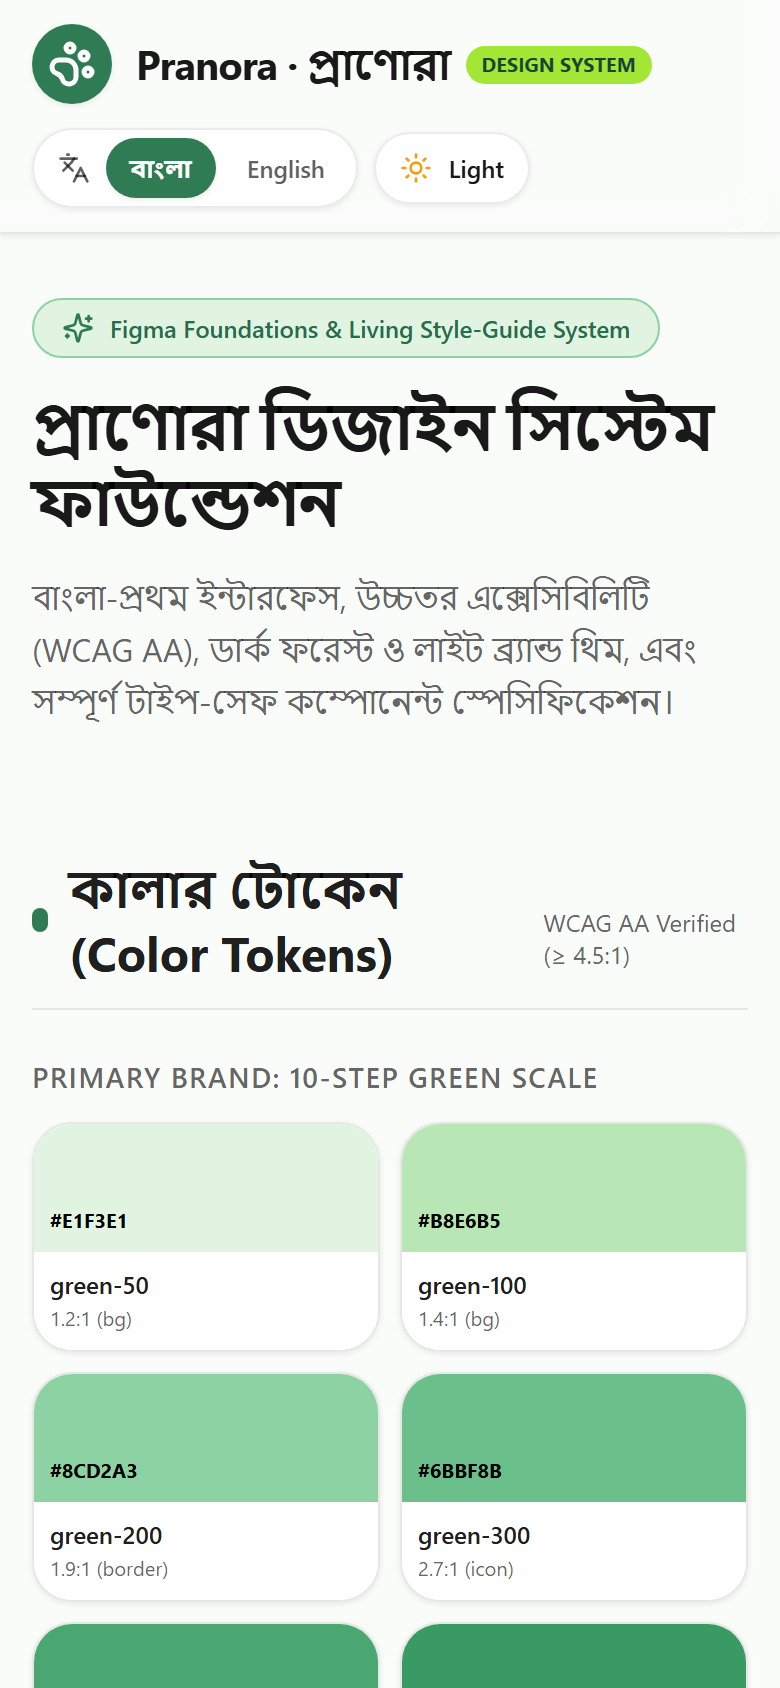 Pranora · প্রাণোরা
DESIGN SYSTEM
বাংলা
English
Light
Figma Foundations & Living Style-Guide System
প্রাণোরা ডিজাইন সিস্টেম
ফাউন্ডেশন
বাংলা-প্রথম ইন্টারফেস, উচ্চতর এক্সেসিবিলিটি
(WCAG AA), ডার্ক ফরেস্ট ও লাইট ব্র্যান্ড থিম, এবং
সম্পূর্ণ টাইপ-সেফ কম্পোনেন্ট স্পেসিফিকেশন।
কালার টোকেন
(Color Tokens)
WCAG AA Verified
(≥ 4.5:1)
PRIMARY BRAND: 10-STEP GREEN SCALE
#E1F3E1
green-50
1.2:1 (bg)
#B8E6B5
green-100
1.4:1 (bg)
#8CD2A3
green-200
1.9:1 (border)
#6BBF8B
green-300
2.7:1 (icon)